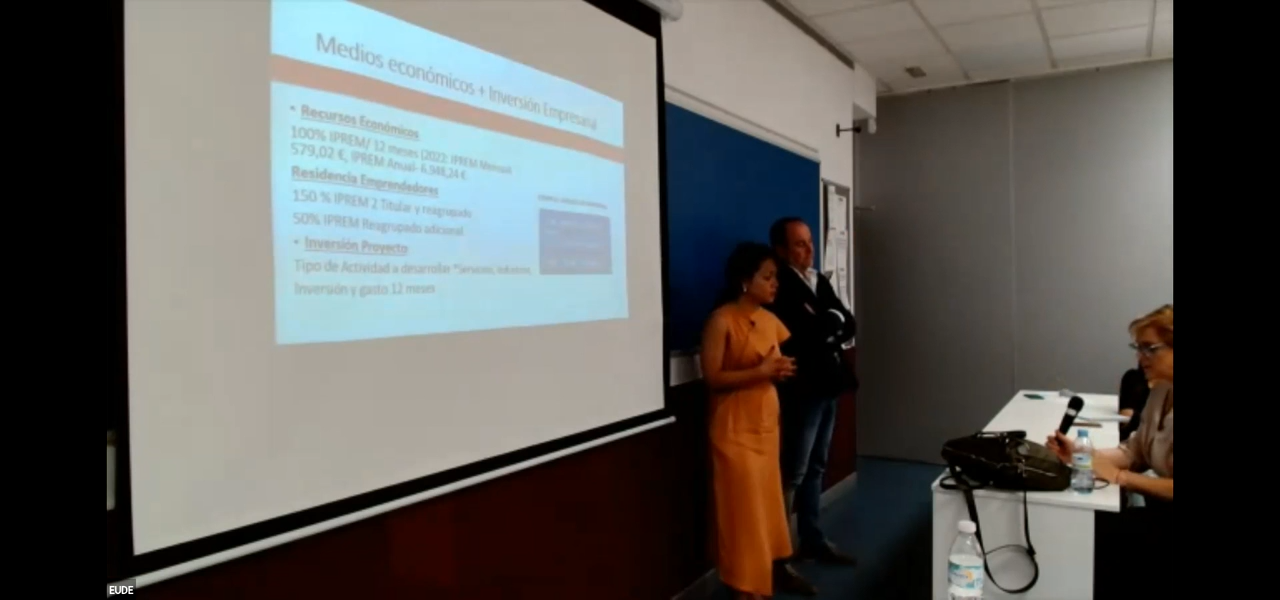 Medios económicos + Inversión Empresarial
• Recursos Económicos
100% IPREM/ 12 meses (2022: IPREM Mensual
579,02 €, IPREM Anual- 6.948,24 €
Residencia Emprendedores
150 % IPREM 2 Titular y reagrupado
50% IPREM Reagrupado adicional
• Inversión Proyecto
Tipo de Actividad a desarrollar *Servicios, Industria,
Inversión y gasto 12 meses
EUDE